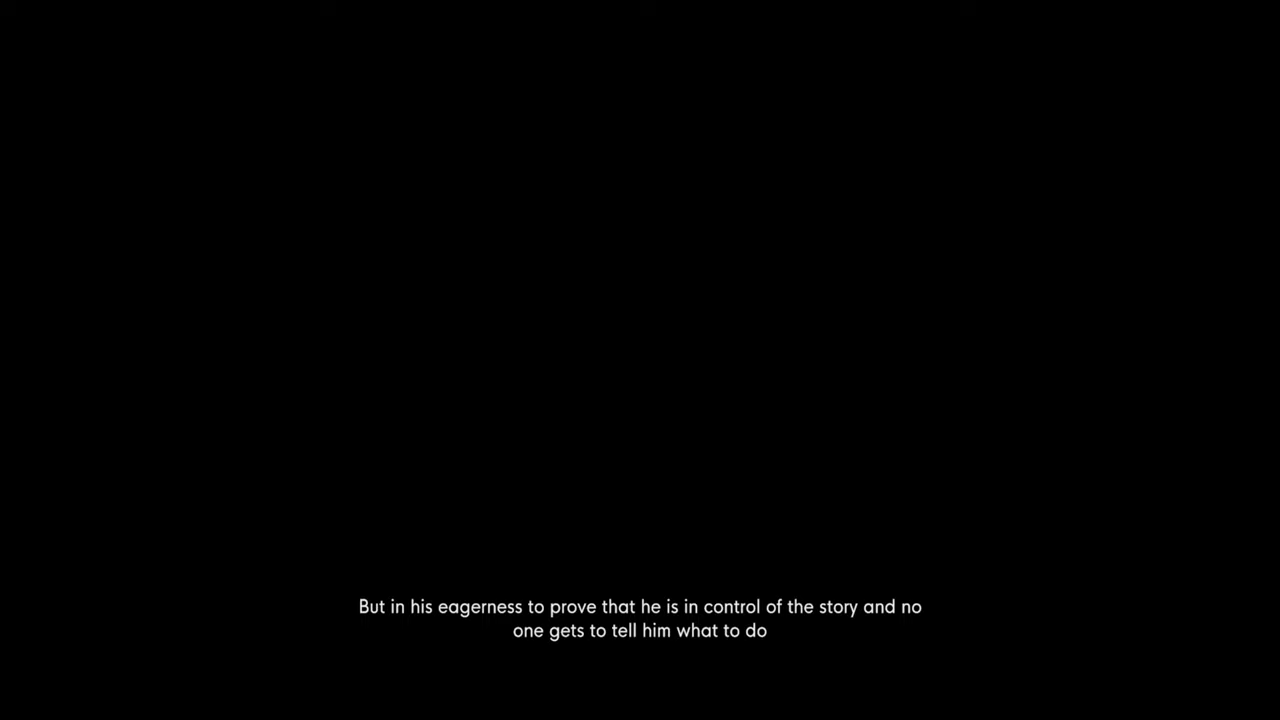 But in his eagerness to prove that he is in control of the story and no
one gets to tell him what to do